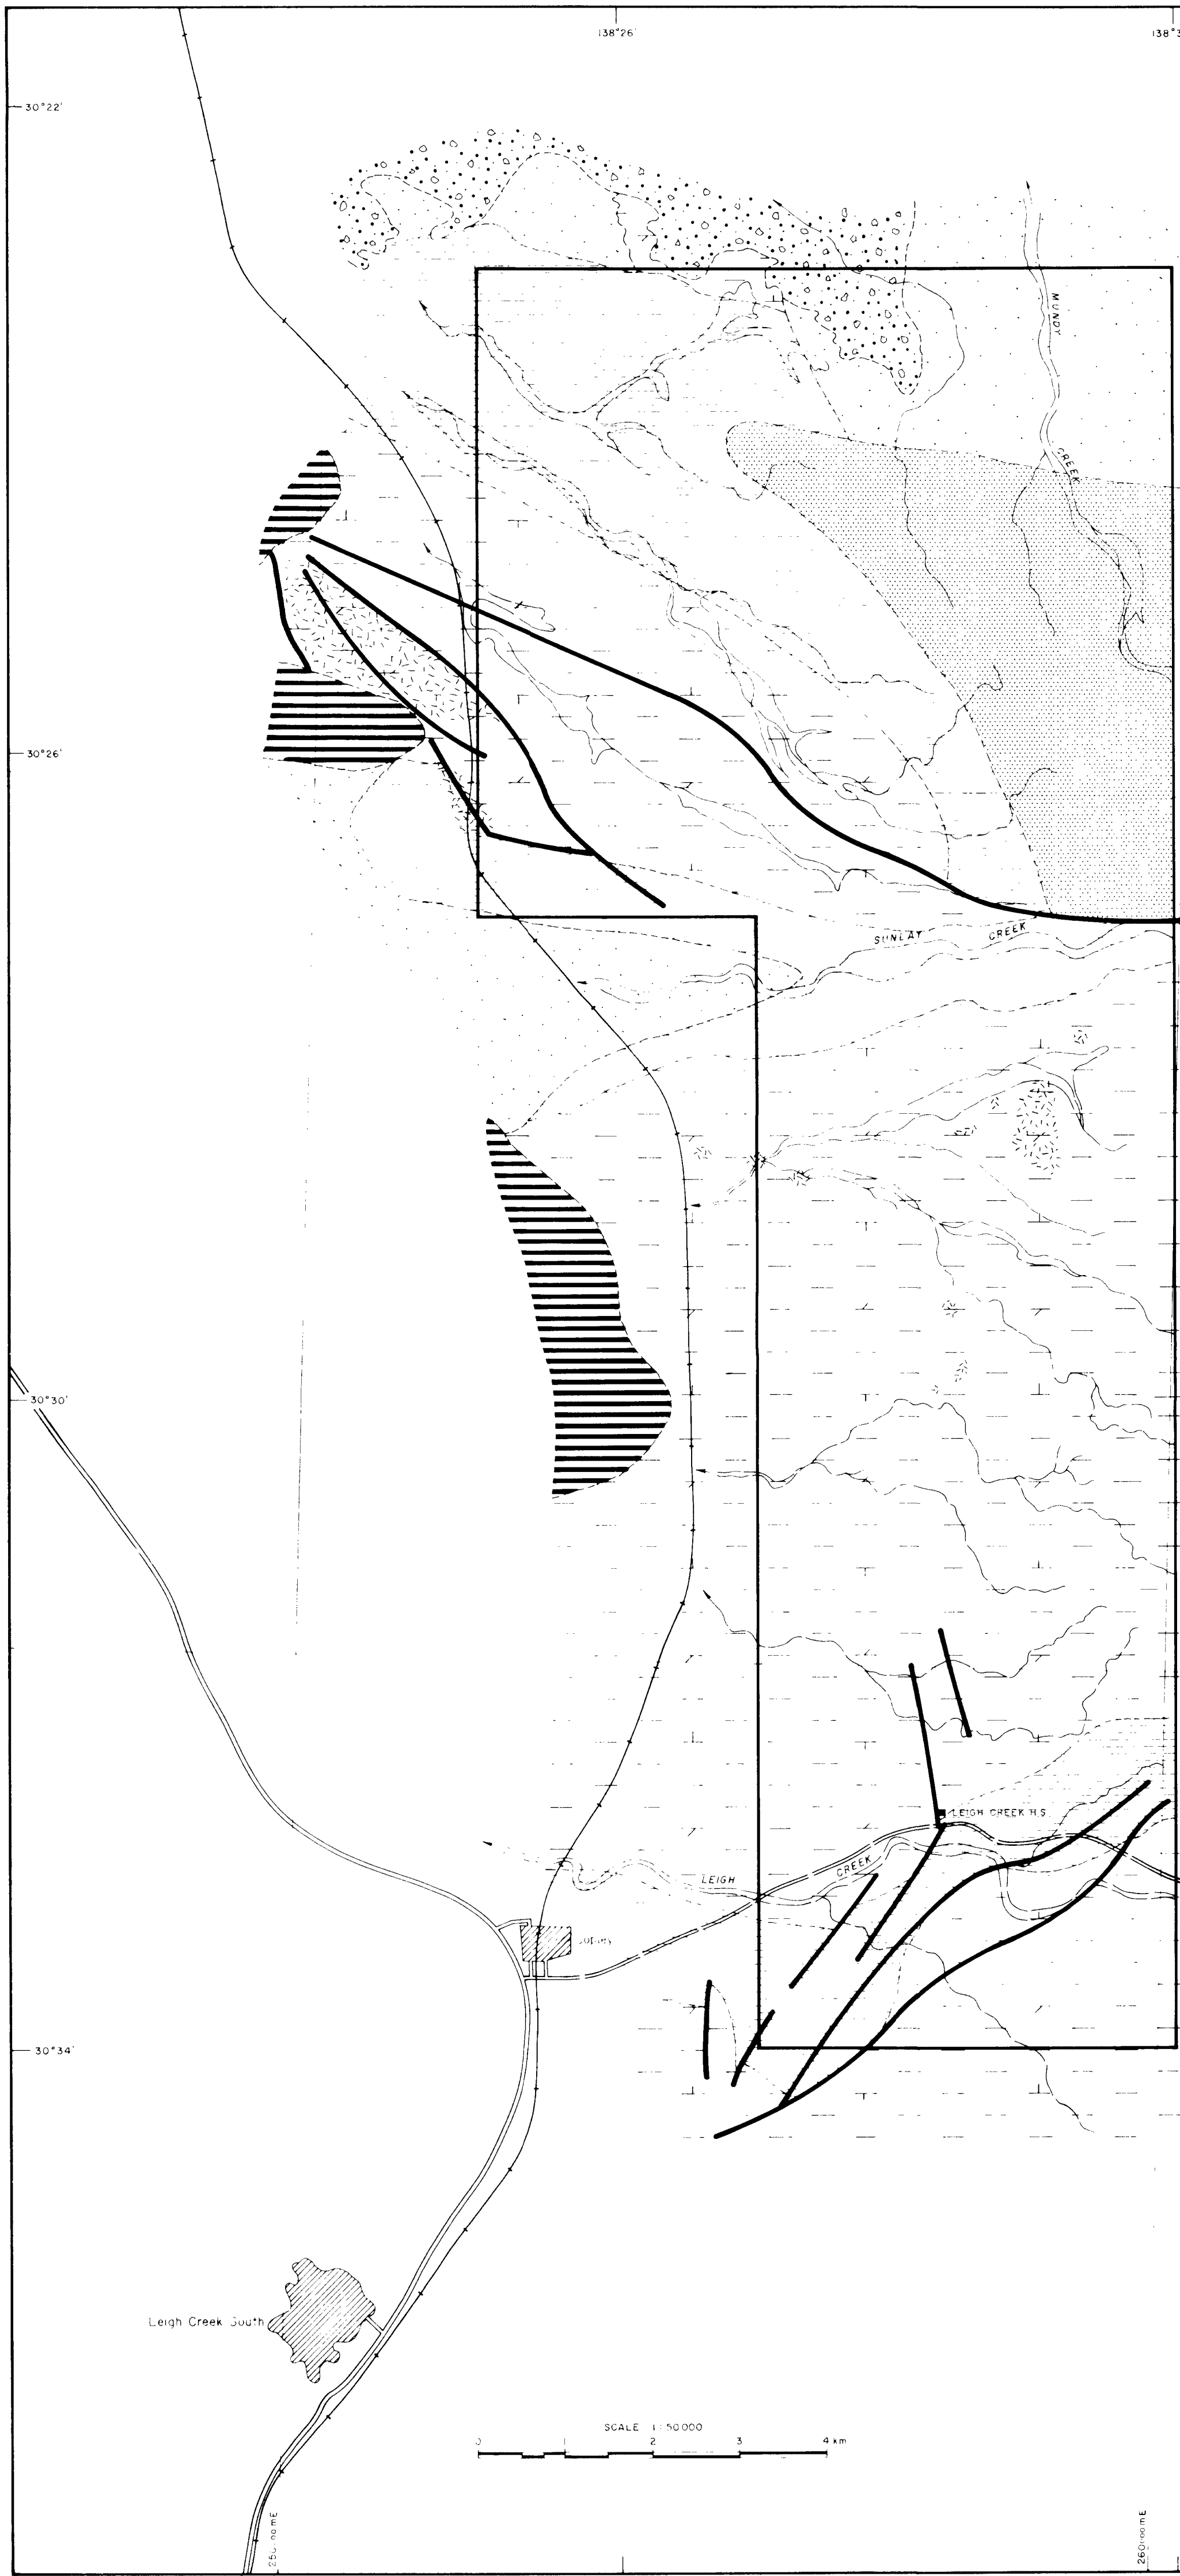 138°26'
30°22'
MUNDY
CREEK
30°26'
SUNLAY
CREEK
30°30'
LEIGH CREEK H.S.
LEIGH
CREEK
30°34'
Leigh Creek South
SCALE 1:50000
0 1 2 3 4 km